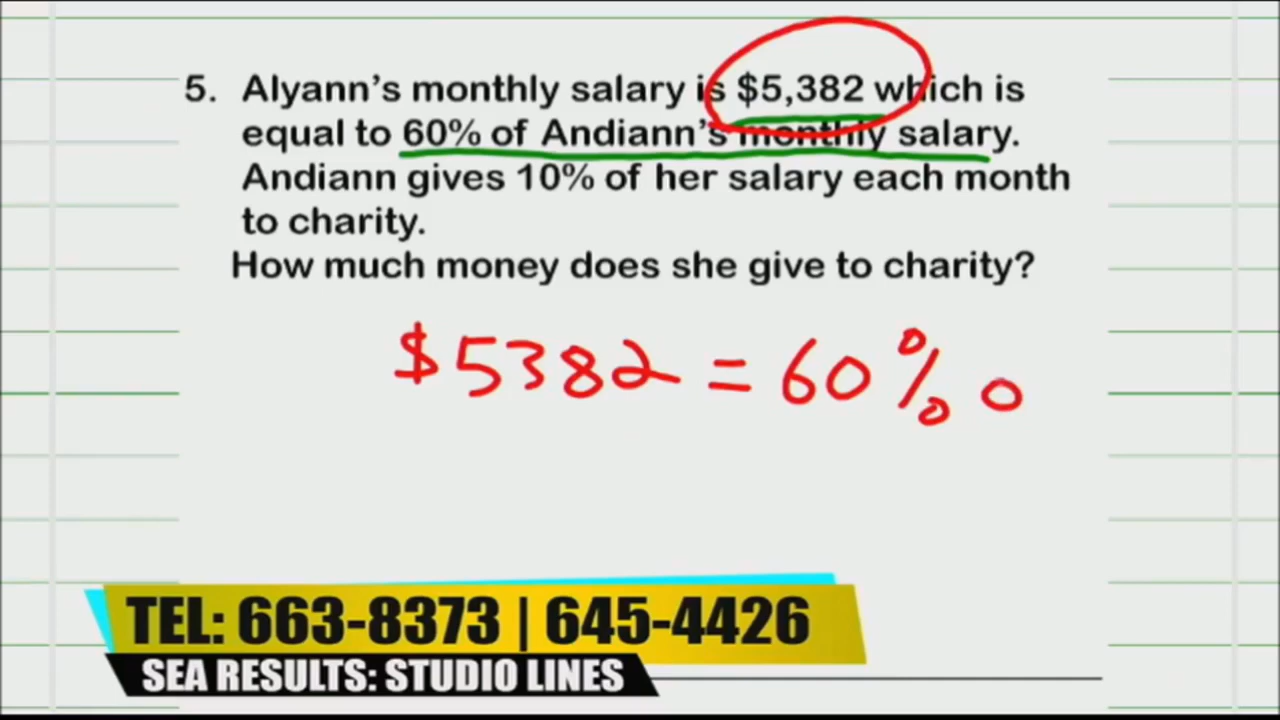 5. Alyann's monthly salary is $5,382 which is
equal to 60% of Andiann's monthly salary.
Andiann gives 10% of her salary each month
to charity.
How much money does she give to charity?
$5382 = 60% o
TEL: 663-8373 | 645-4426
SEA RESULTS: STUDIO LINES